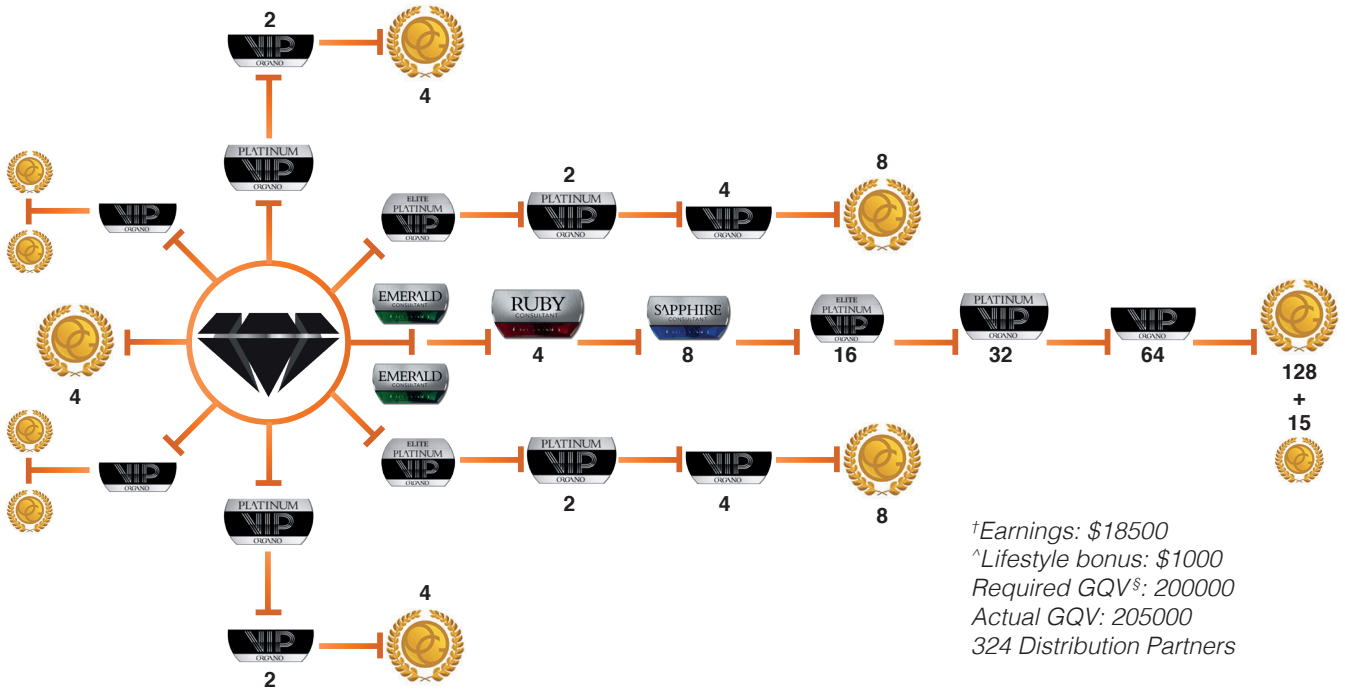 2
VIP
ORGANO
4
PLATINUM
VIP
ORGANO
VIP
ORGANO
ELITE
PLATINUM
VIP
ORGANO
2
PLATINUM
VIP
ORGANO
4
VIP
ORGANO
8
4
EMERALD
CONSULTANT
EMERALD
CONSULTANT
RUBY
CONSULTANT
4
SAPPHIRE
CONSULTANT
8
ELITE
PLATINUM
VIP
ORGANO
16
PLATINUM
VIP
ORGANO
32
VIP
ORGANO
64
128
+
15
VIP
ORGANO
ELITE
PLATINUM
VIP
ORGANO
PLATINUM
VIP
ORGANO
2
VIP
ORGANO
4
8
PLATINUM
VIP
ORGANO
VIP
ORGANO
2
4
†Earnings: $18500
^Lifestyle bonus: $1000
Required GQV§: 200000
Actual GQV: 205000
324 Distribution Partners